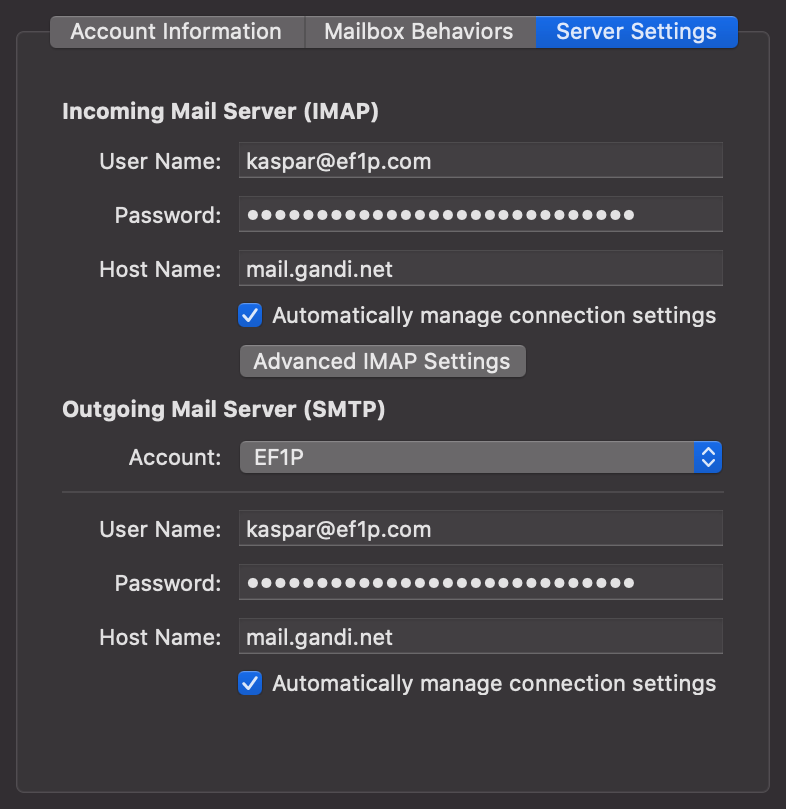 Account Information Mailbox Behaviors Server Settings
Incoming Mail Server (IMAP)
User Name: kaspar@ef1p.com
Password: ••••••••••••••••••••••••••••
Host Name: mail.gandi.net
Automatically manage connection settings
Advanced IMAP Settings
Outgoing Mail Server (SMTP)
Account: EF1P
User Name: kaspar@ef1p.com
Password: ••••••••••••••••••••••••••••
Host Name: mail.gandi.net
Automatically manage connection settings